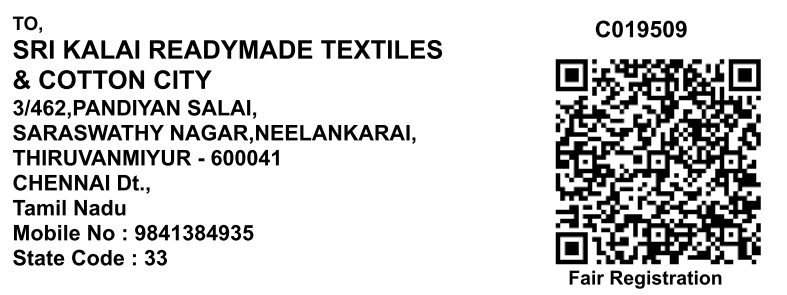 TO,
SRI KALAI READYMADE TEXTILES
& COTTON CITY
3/462,PANDIYAN SALAI,
SARASWATHY NAGAR,NEELANKARAI,
THIRUVANMIYUR - 600041
CHENNAI Dt.,
Tamil Nadu
Mobile No : 9841384935
State Code : 33
C019509
Fair Registration